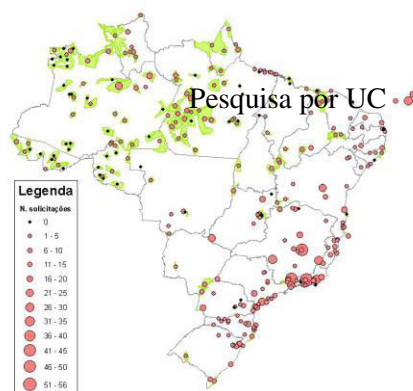 Pesquisa por UC
Legenda
N. solicitações
0
1 - 5
6 - 10
11 - 15
16 - 20
21 - 25
26 - 30
31 - 35
36 - 40
41 - 45
46 - 50
51 - 56